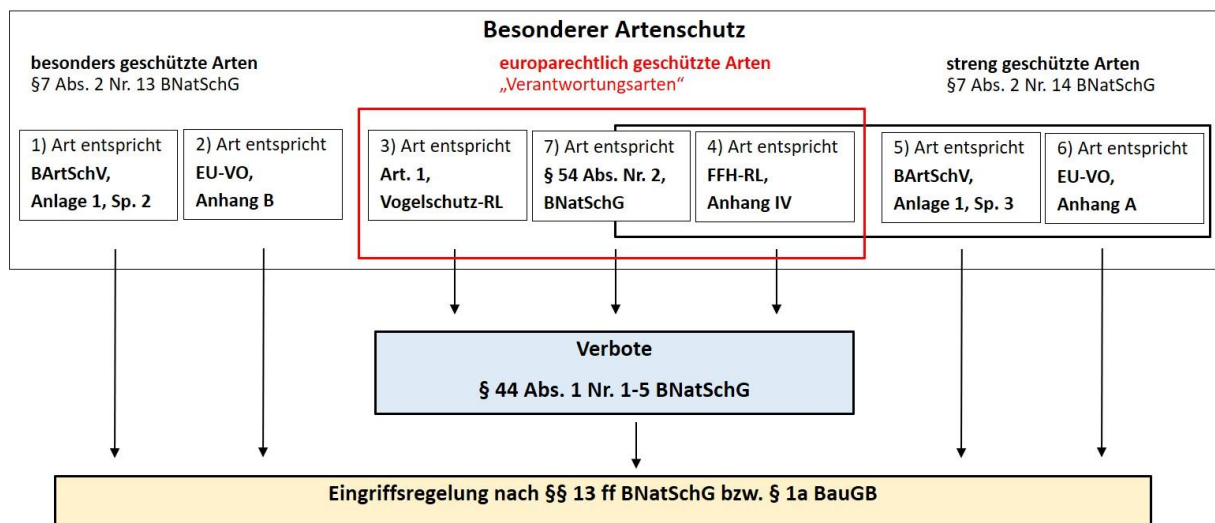 Besonderer Artenschutz
besonders geschützte Arten
§7 Abs. 2 Nr. 13 BNatSchG
europarechtlich geschützte Arten
„Verantwortungsarten“
streng geschützte Arten
§7 Abs. 2 Nr. 14 BNatSchG
1) Art entspricht
BArtSchV,
Anlage 1, Sp. 2
2) Art entspricht
EU-VO,
Anhang B
3) Art entspricht
Art. 1,
Vogelschutz-RL
7) Art entspricht
§ 54 Abs. Nr. 2,
BNatSchG
4) Art entspricht
FFH-RL,
Anhang IV
5) Art entspricht
BArtSchV,
Anlage 1, Sp. 3
6) Art entspricht
EU-VO,
Anhang A
Verbote
§ 44 Abs. 1 Nr. 1-5 BNatSchG
Eingriffsregelung nach §§ 13 ff BNatSchG bzw. § 1a BauGB